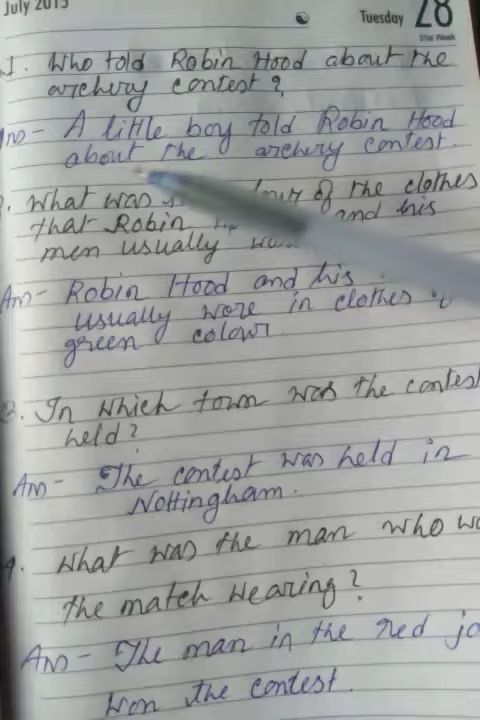 July 2015
Tuesday 28
31st Week
1. Who told Robin Hood about the
archery contest?
Ans - A little boy told Robin Hood
about the archery contest.
What was of the clothes
that Robin and his
men usually
Ans - Robin Hood and his
usually wore in clothes
green colour
3. In which town was the contest
held?
Ans - The contest was held in
Nottingham.
4. What was the man who
the match wearing?
Ans - The man in the red
won the contest.